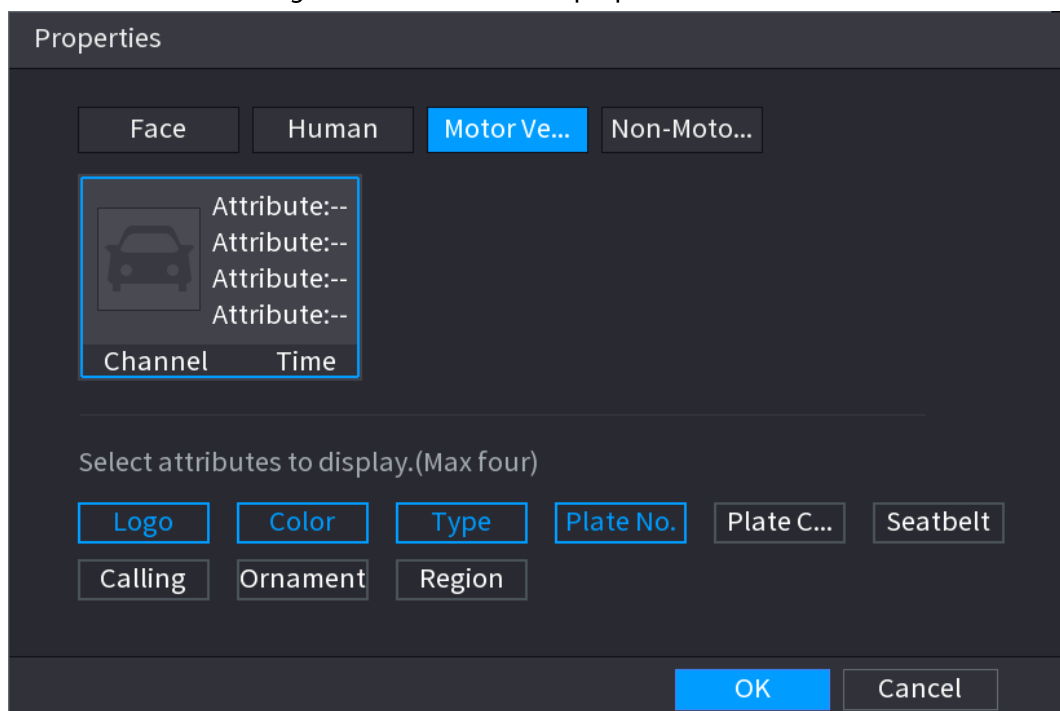 Properties
Face Human Motor Ve... Non-Moto...
Attribute:--
Attribute:--
Attribute:--
Attribute:--
Channel Time
Select attributes to display.(Max four)
Logo Color Type Plate No. Plate C... Seatbelt
Calling Ornament Region
OK Cancel